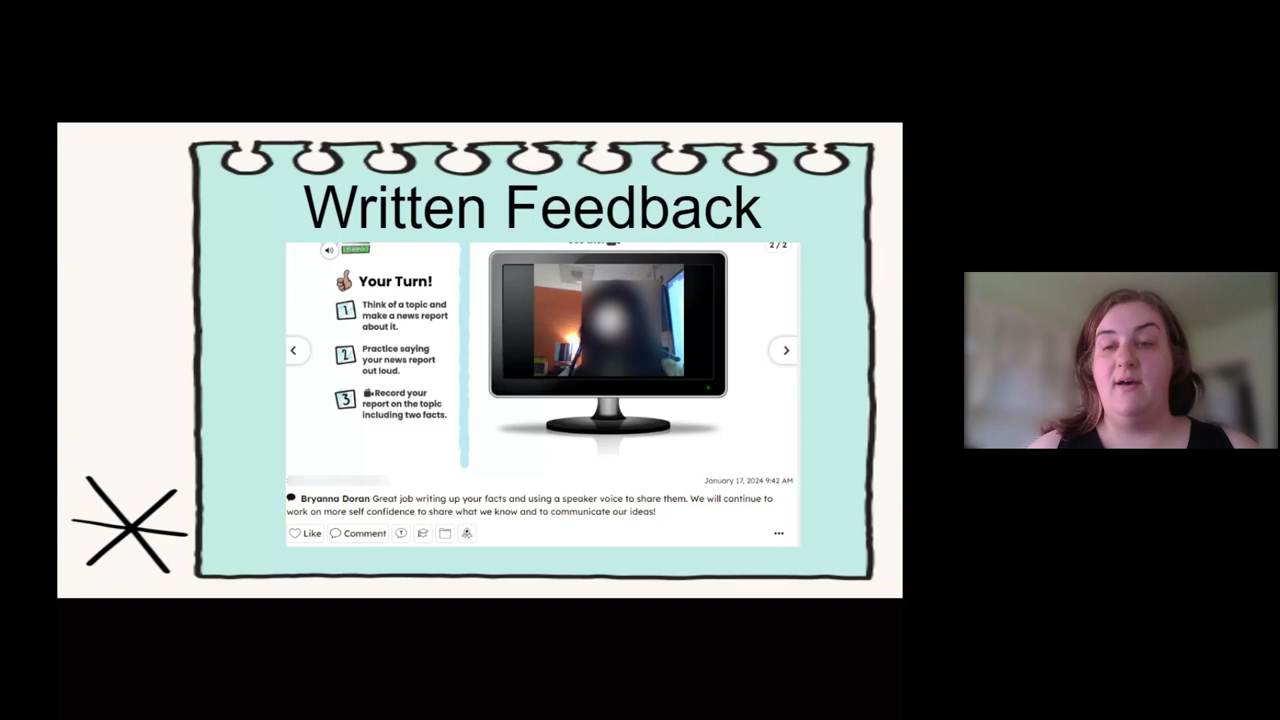 Written Feedback
2 / 2
Your Turn!
1
Think of a topic and
make a news report
about it.
2
Practice saying
your news report
out loud.
3
Record your
report on the topic
including two facts.
January 17, 2024 9:42 AM
Bryanna Doran Great job writing up your facts and using a speaker voice to share them. We will continue to
work on more self confidence to share what we know and to communicate our ideas!
Like Comment